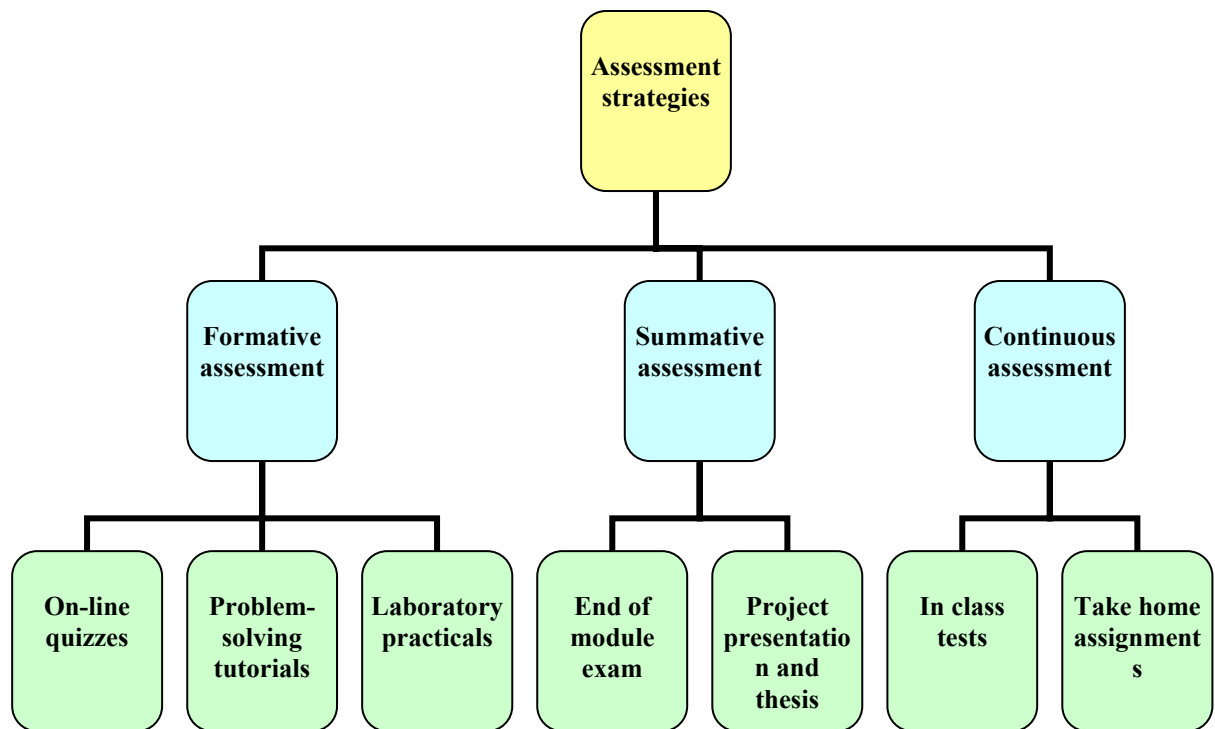 Assessment
strategies
Formative
assessment
Summative
assessment
Continuous
assessment
On-line
quizzes
Problem-
solving
tutorials
Laboratory
practicals
End of
module
exam
Project
presentatio
n and
thesis
In class
tests
Take home
assignment
s